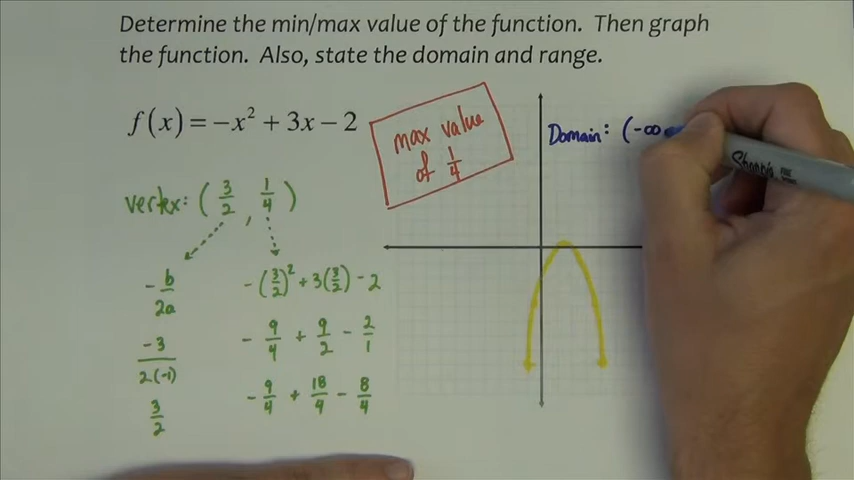 Determine the min/max value of the function. Then graph
the function. Also, state the domain and range.
f(x) = −x² + 3x − 2
max value
of 1/4
Domain: (-∞
vertex: (3/2, 1/4)
-b/2a
-(3/2)² + 3(3/2) - 2
-3/2(-1)
- 9/4 + 9/2 - 2/1
3/2
- 9/4 + 18/4 - 8/4
Sharpie